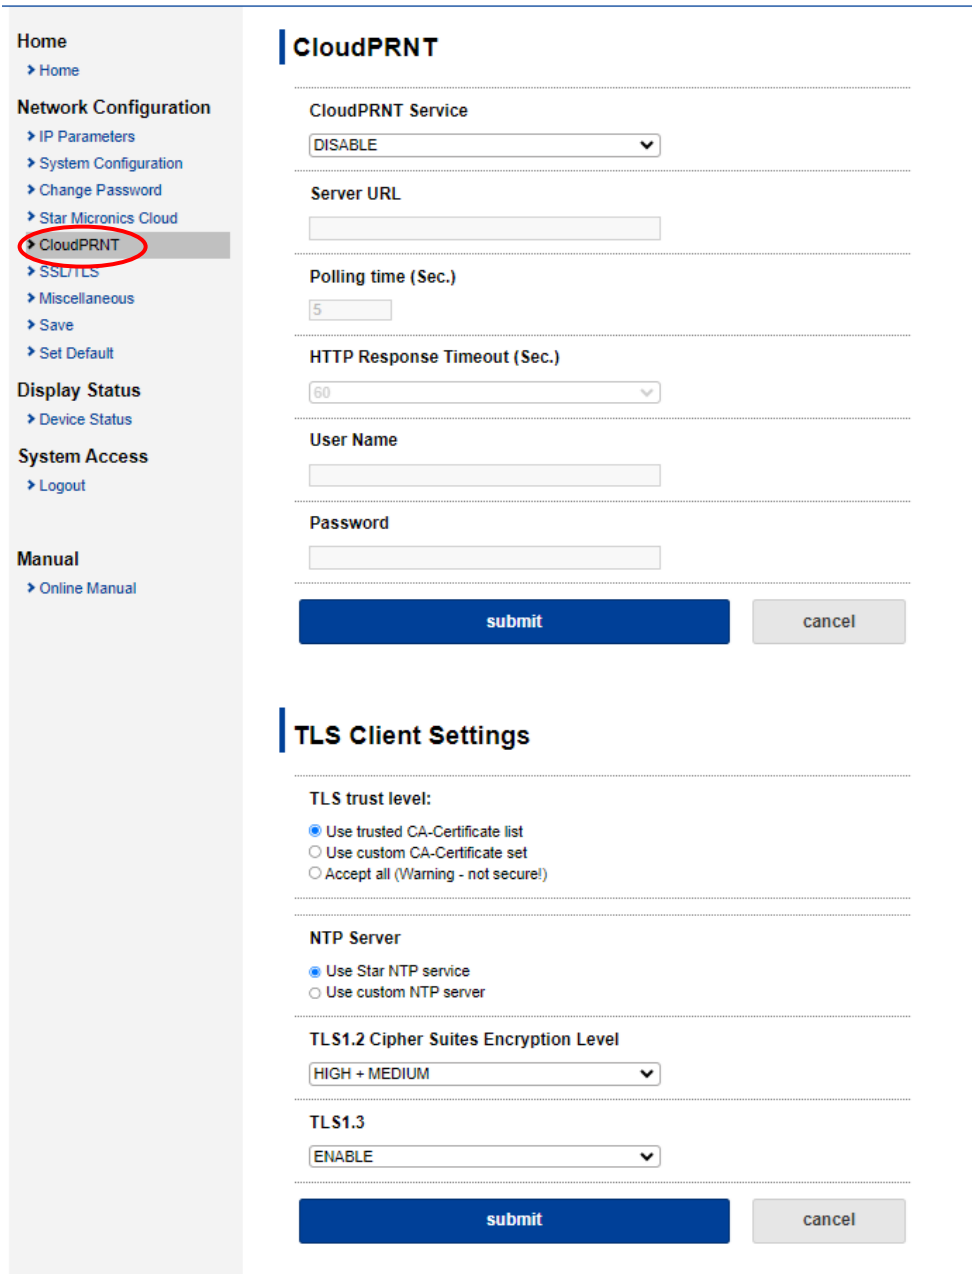 Home
Home
Network Configuration
IP Parameters
System Configuration
Change Password
Star Micronics Cloud
CloudPRNT
SSL/TLS
Miscellaneous
Save
Set Default
Display Status
Device Status
System Access
Logout
Manual
Online Manual
CloudPRNT
CloudPRNT Service
DISABLE
Server URL
Polling time (Sec.)
5
HTTP Response Timeout (Sec.)
60
User Name
Password
submit cancel
TLS Client Settings
TLS trust level:
Use trusted CA-Certificate list
Use custom CA-Certificate set
Accept all (Warning - not secure!)
NTP Server
Use Star NTP service
Use custom NTP server
TLS1.2 Cipher Suites Encryption Level
HIGH + MEDIUM
TLS1.3
ENABLE
submit cancel